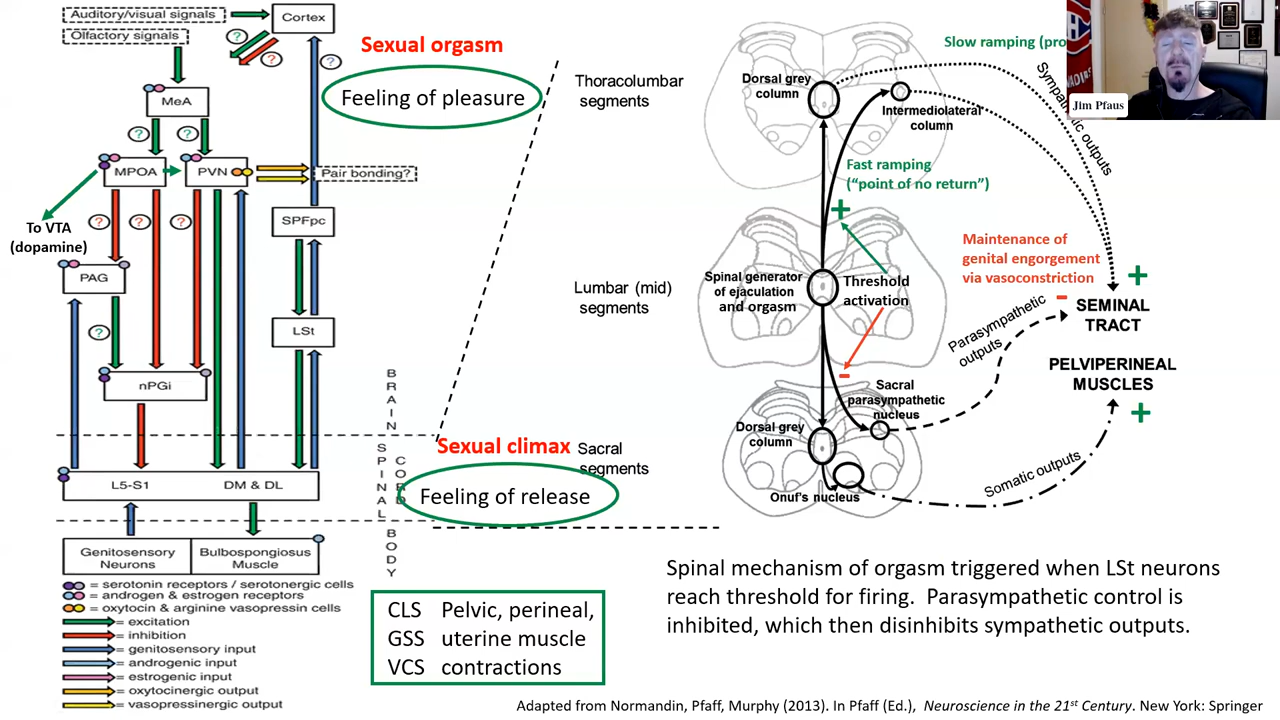 Auditory/visual signals
Cortex
Olfactory signals
?
?
?
Sexual orgasm
Feeling of pleasure
MeA
?
?
MPOA
PVN
Pair bonding?
To VTA
(dopamine)
?
?
?
SPFpc
PAG
?
LSt
nPGi
BRAIN
SPINAL
CORD
BODY
Sexual climax
Feeling of release
L5-S1
DM & DL
Genitosensory
Neurons
Bulbospongiosus
Muscle
= serotonin receptors / serotonergic cells
= androgen & estrogen receptors
= oxytocin & arginine vasopressin cells
= excitation
= inhibition
= genitosensory input
= androgenic input
= estrogenic input
= oxytocinergic output
= vasopressinergic output
CLS Pelvic, perineal,
GSS uterine muscle
VCS contractions
Thoracolumbar
segments
Lumbar (mid)
segments
Sacral
segments
Dorsal grey
column
Intermediolateral
column
Slow ramping (pro
Sympathetic outputs
Jim Pfaus
Fast ramping
("point of no return")
+
Spinal generator
of ejaculation
and orgasm
Threshold
activation
Maintenance of
genital engorgement
via vasoconstriction
+
-
SEMINAL
TRACT
Parasympathetic
outputs
PELVIPERINEAL
MUSCLES
+
-
Sacral
parasympathetic
nucleus
Dorsal grey
column
Onuf's nucleus
Somatic outputs
Spinal mechanism of orgasm triggered when LSt neurons
reach threshold for firing. Parasympathetic control is
inhibited, which then disinhibits sympathetic outputs.
Adapted from Normandin, Pfaff, Murphy (2013). In Pfaff (Ed.), Neuroscience in the 21st Century. New York: Springer